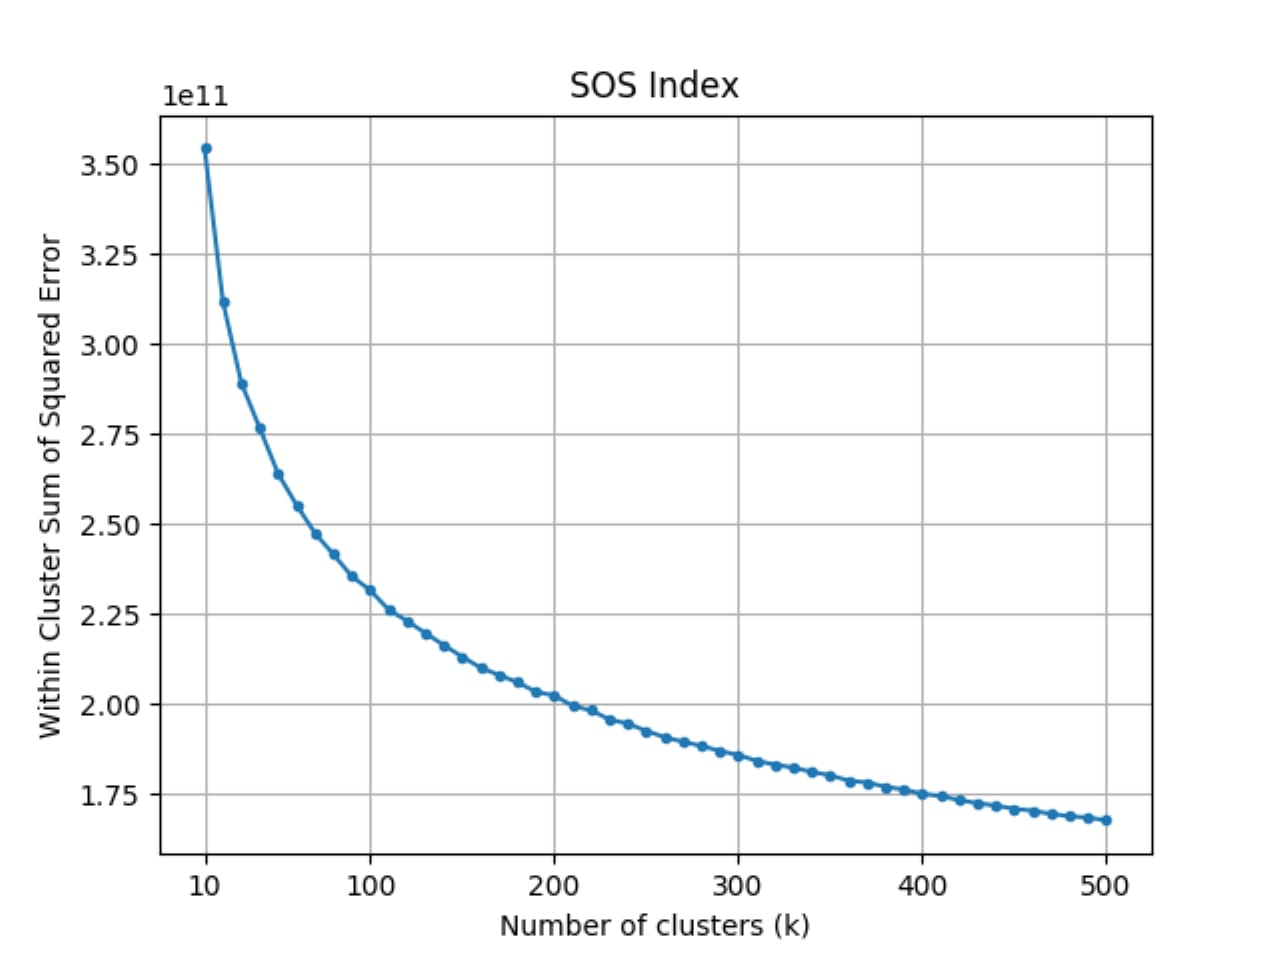 SOS Index
1e11
3.50
3.25
3.00
2.75
2.50
2.25
2.00
1.75
Within Cluster Sum of Squared Error
10 100 200 300 400 500
Number of clusters (k)